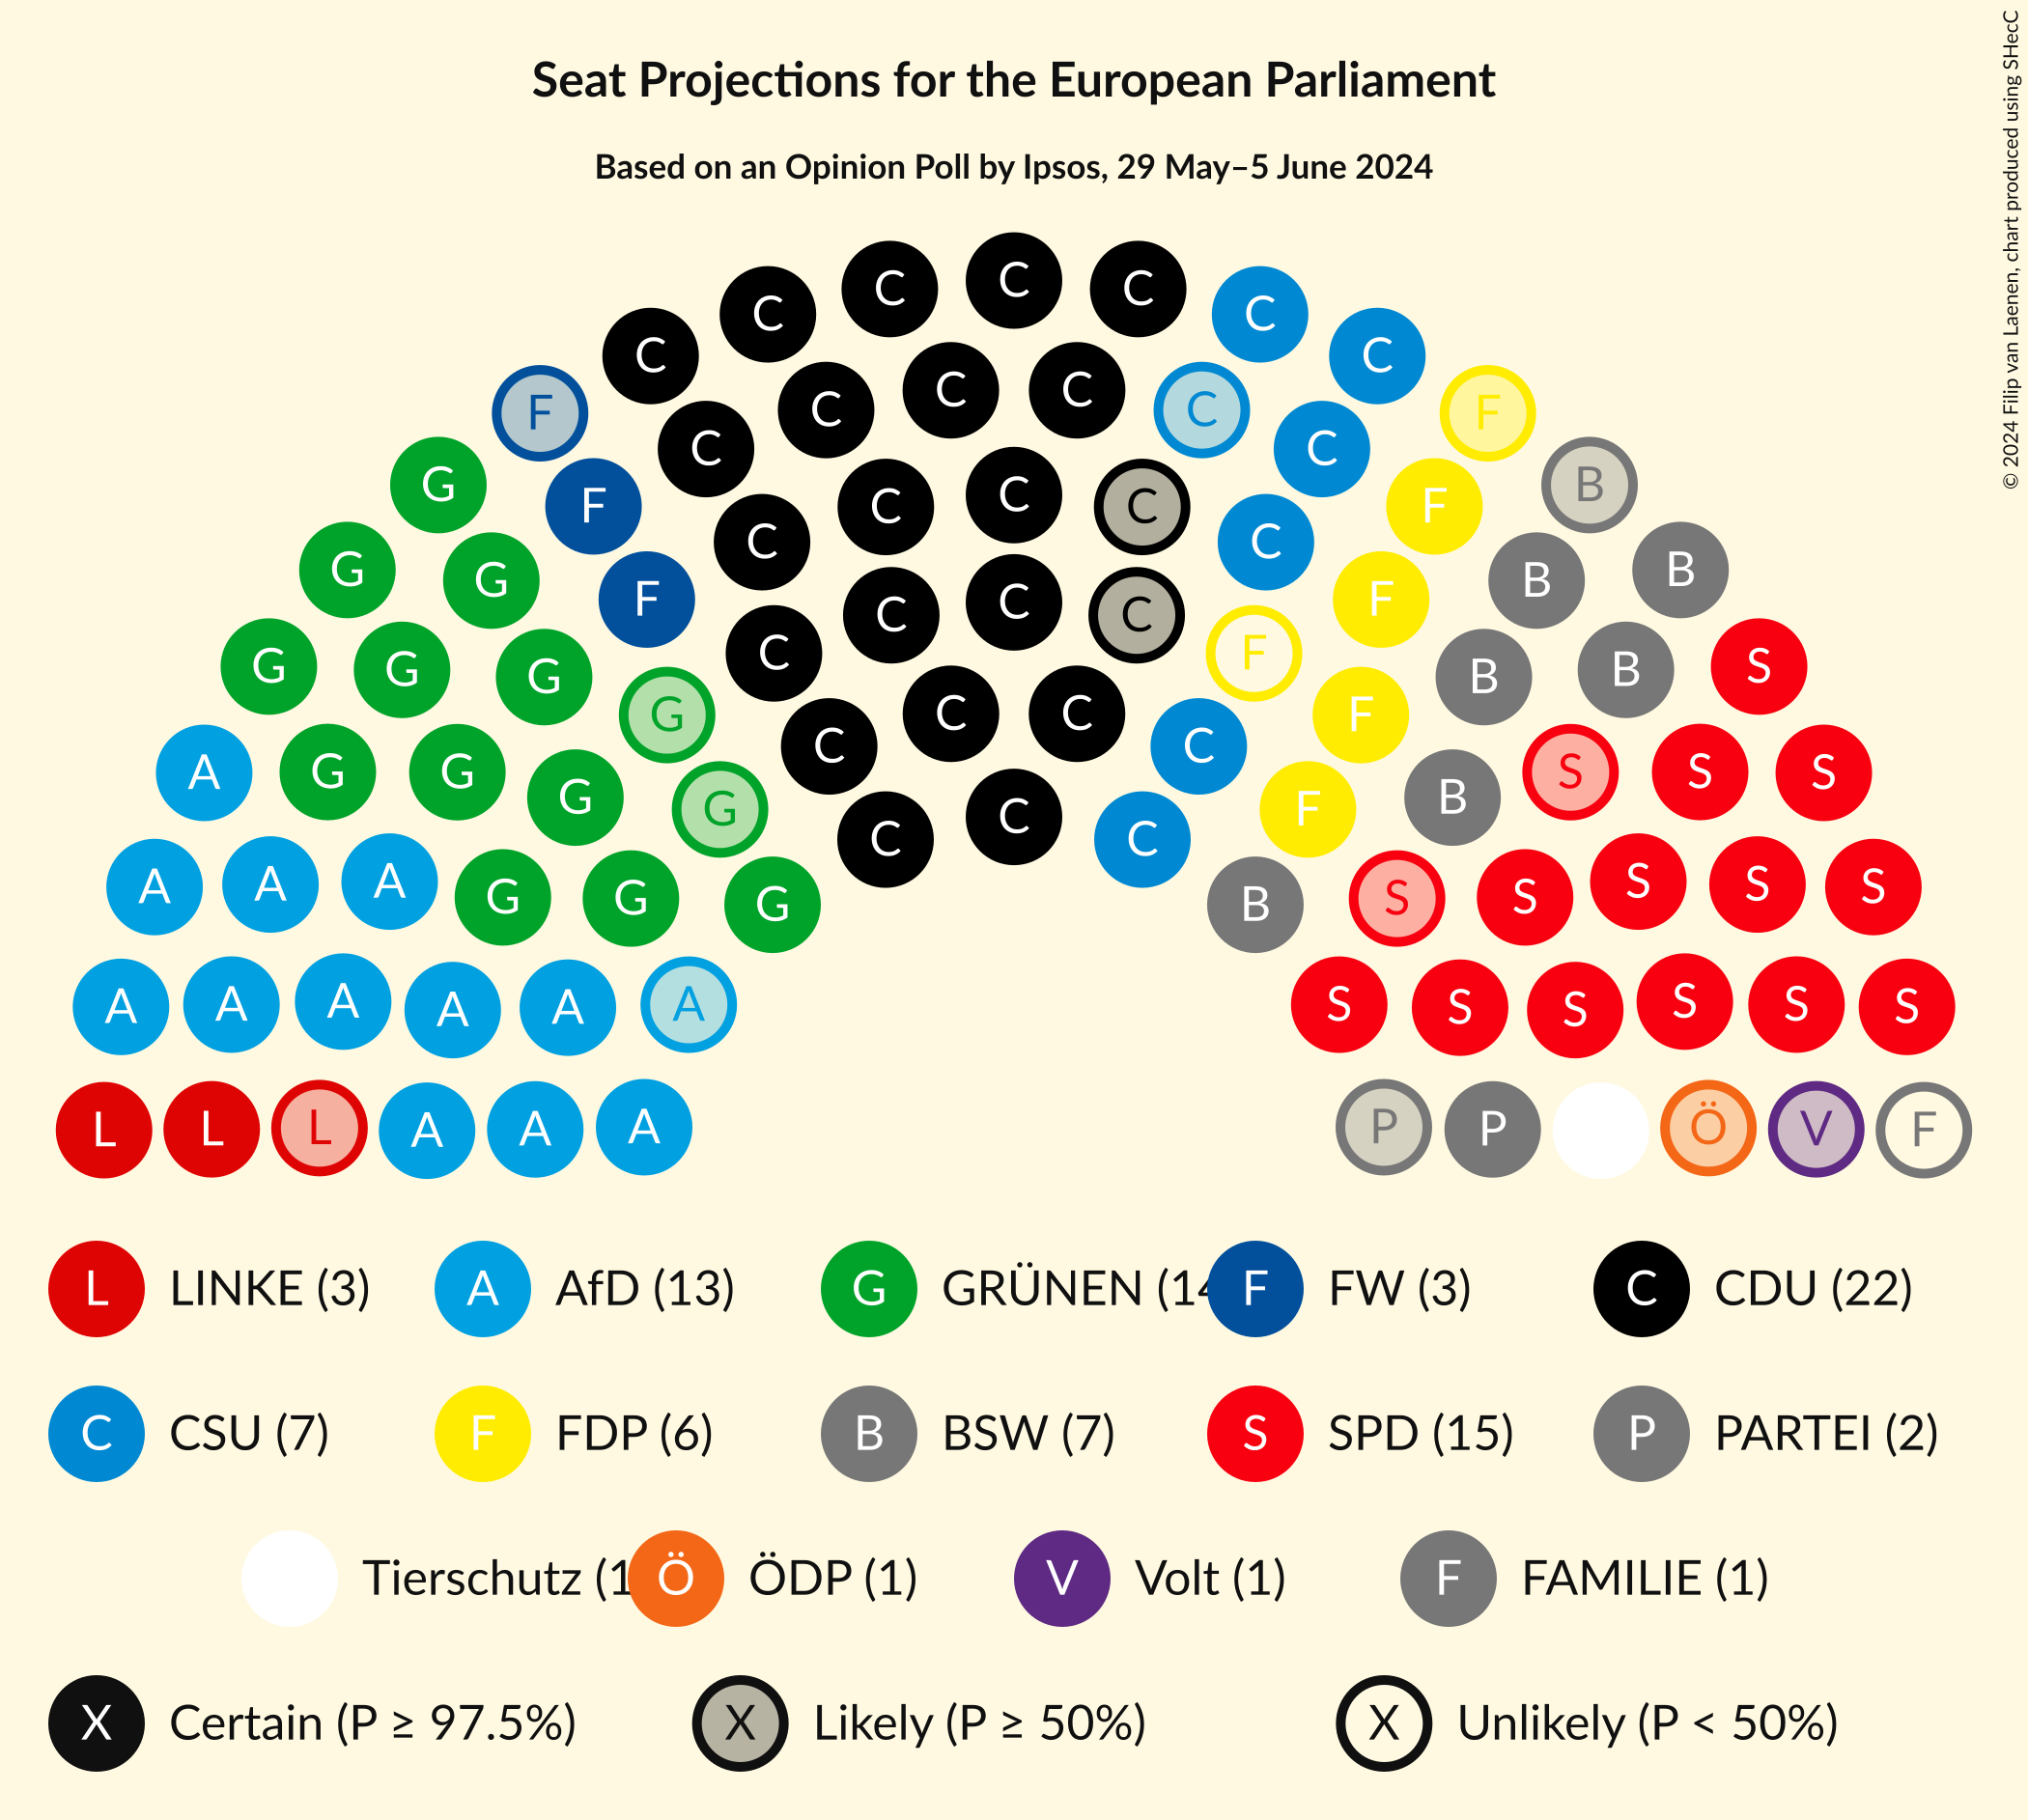 Seat Projections for the European Parliament
Based on an Opinion Poll by Ipsos, 29 May–5 June 2024
© 2024 Filip van Laenen, chart produced using SHecC
C C C C C C C
C C C C C C
F C C C C F
G F C C C C F B
G G F C C C F F B B
G G G G C C C C F B B S
A G G G G C C F B S S S
A A A G G G C C C B S S S S S
A A A A A A S S S S S S
L L L A A A P P Ö V F
L LINKE (3) A AfD (13) G GRÜNEN (14 F FW (3) C CDU (22)
C CSU (7) F FDP (6) B BSW (7) S SPD (15) P PARTEI (2)
Tierschutz (1 Ö ÖDP (1) V Volt (1) F FAMILIE (1)
X Certain (P ≥ 97.5%) X Likely (P ≥ 50%) X Unlikely (P < 50%)